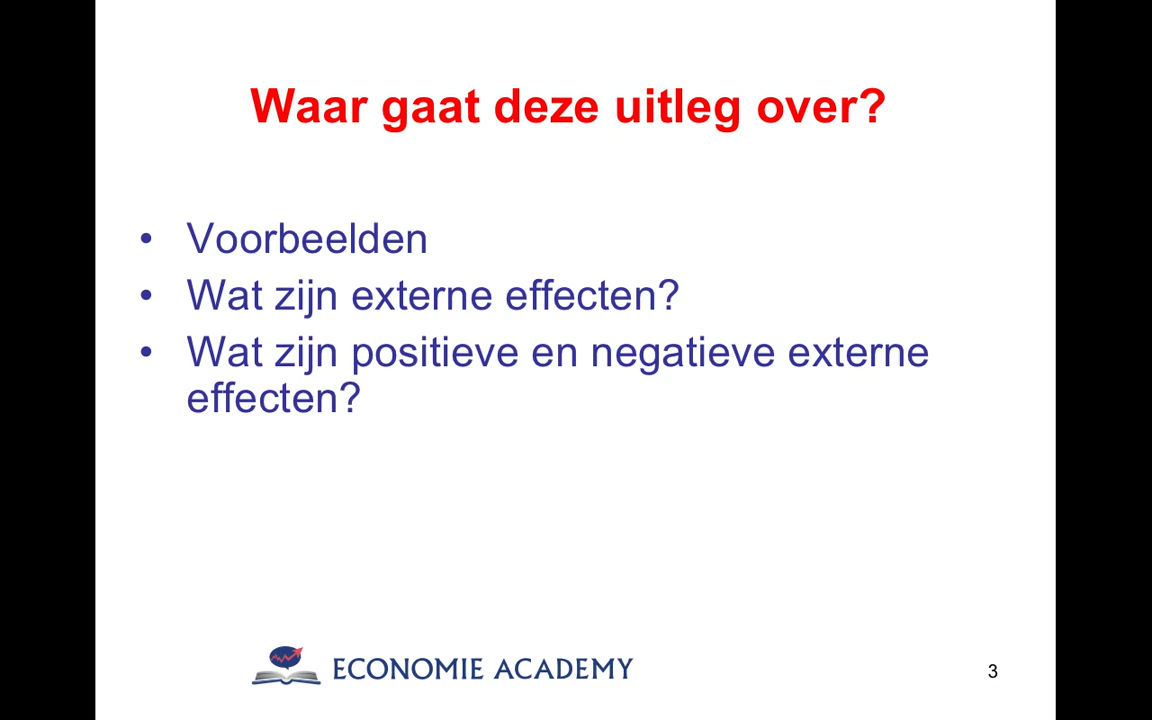 Waar gaat deze uitleg over?
• Voorbeelden
• Wat zijn externe effecten?
• Wat zijn positieve en negatieve externe
effecten?
ECONOMIE ACADEMY
3